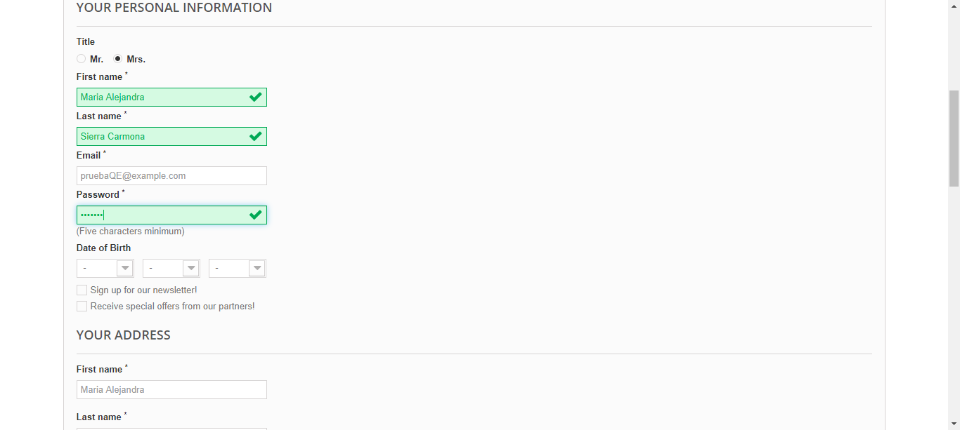 YOUR PERSONAL INFORMATION
Title
Mr. Mrs.
First name *
Maria Alejandra
Last name *
Sierra Carmona
Email *
pruebaQE@example.com
Password *
•••••••
(Five characters minimum)
Date of Birth
- - -
Sign up for our newsletter!
Receive special offers from our partners!
YOUR ADDRESS
First name *
Maria Alejandra
Last name *